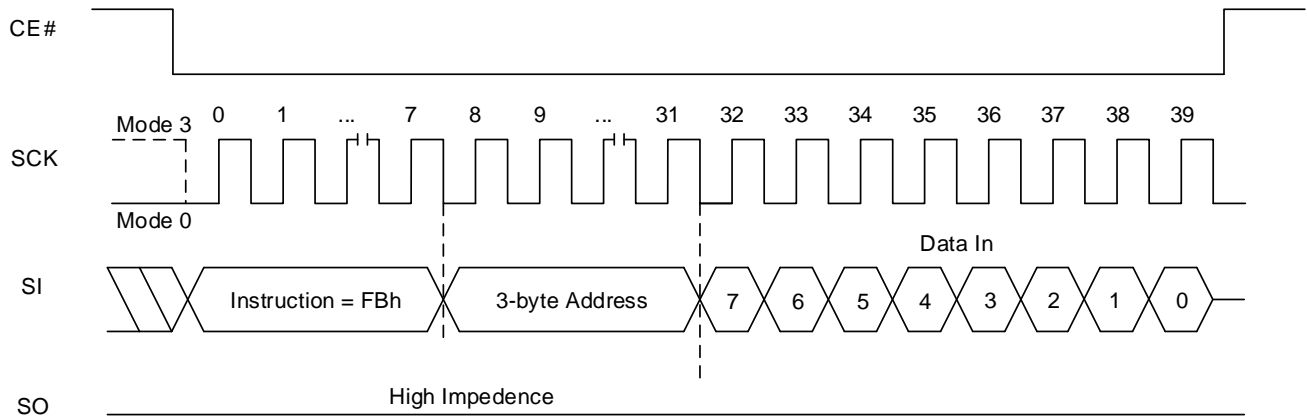 CE#
0 1 ... 7 8 9 ... 31 32 33 34 35 36 37 38 39
Mode 3
SCK
Mode 0
Data In
SI
Instruction = FBh 3-byte Address 7 6 5 4 3 2 1 0
High Impedence
SO